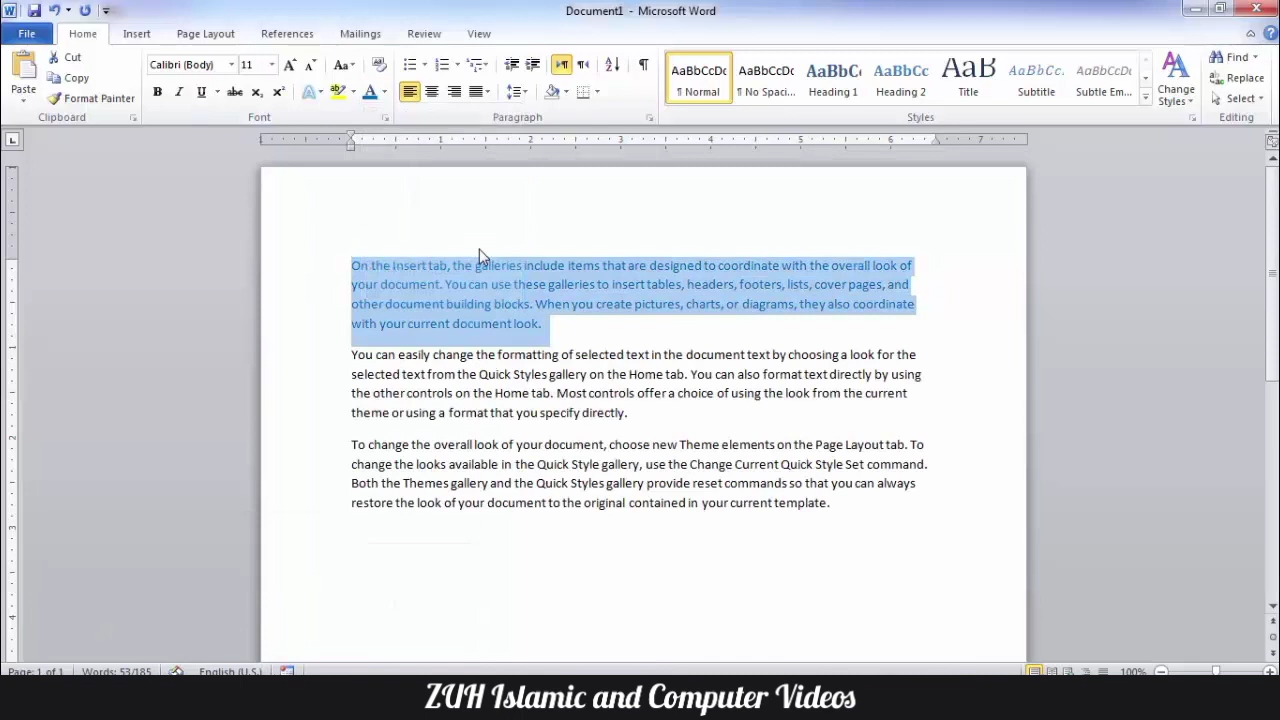 Document1 - Microsoft Word
File Home Insert Page Layout References Mailings Review View
Paste
Cut
Copy
Format Painter
Clipboard
Calibri (Body) 11
Font
Paragraph
AaBbCcDc AaBbCcDc AaBbCc AaBbCc AaB AaBbCc. AaBbCcDc
¶ Normal ¶ No Spaci... Heading 1 Heading 2 Title Subtitle Subtle Em...
Change
Styles
Styles
Find
Replace
Select
Editing
1 2 3 4 5 6 7
On the Insert tab, the galleries include items that are designed to coordinate with the overall look of
your document. You can use these galleries to insert tables, headers, footers, lists, cover pages, and
other document building blocks. When you create pictures, charts, or diagrams, they also coordinate
with your current document look.
You can easily change the formatting of selected text in the document text by choosing a look for the
selected text from the Quick Styles gallery on the Home tab. You can also format text directly by using
the other controls on the Home tab. Most controls offer a choice of using the look from the current
theme or using a format that you specify directly.
To change the overall look of your document, choose new Theme elements on the Page Layout tab. To
change the looks available in the Quick Style gallery, use the Change Current Quick Style Set command.
Both the Themes gallery and the Quick Styles gallery provide reset commands so that you can always
restore the look of your document to the original contained in your current template.
Page: 1 of 1 Words: 53/185 English (U.S.) 100%
ZUH Islamic and Computer Videos